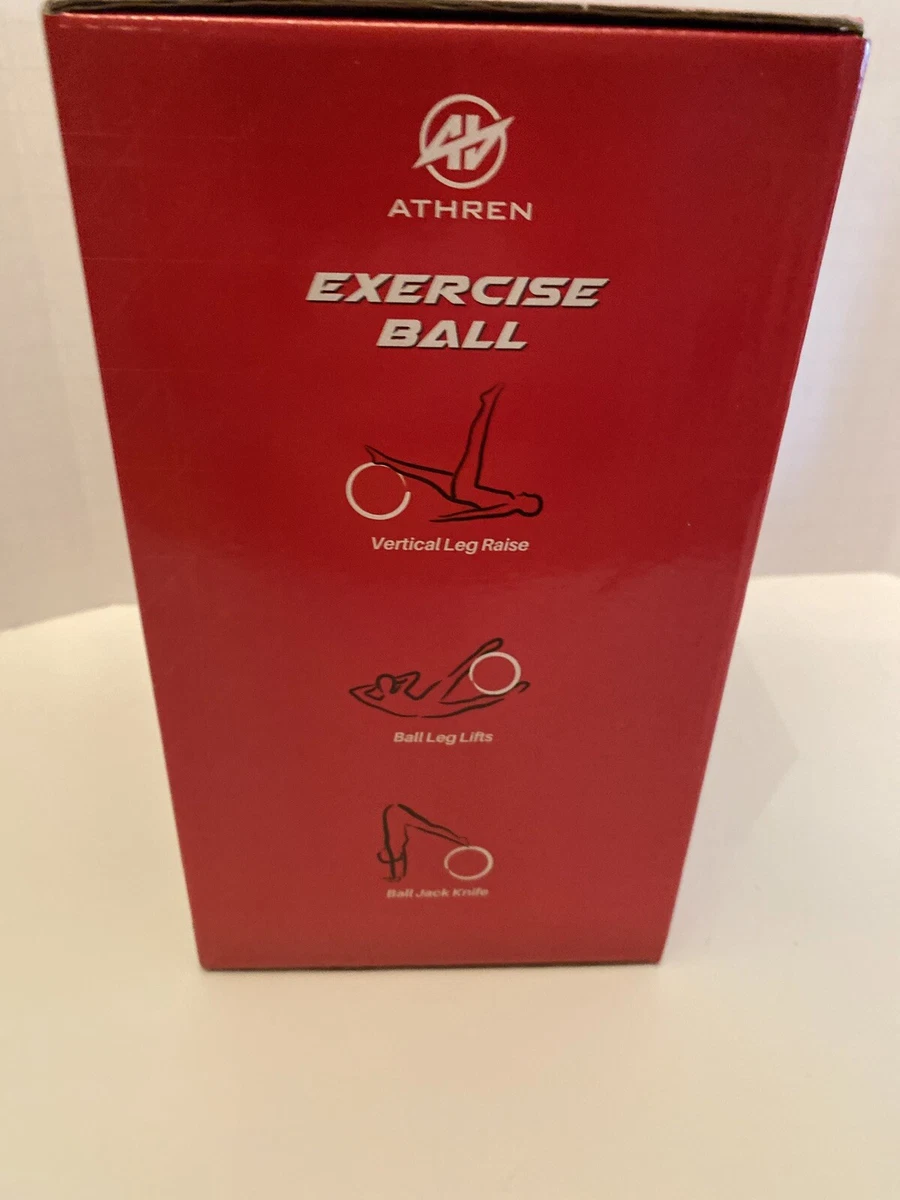 ATHREN
EXERCISE
BALL
Vertical Leg Raise
Ball Leg Lifts
Ball Jack Knife